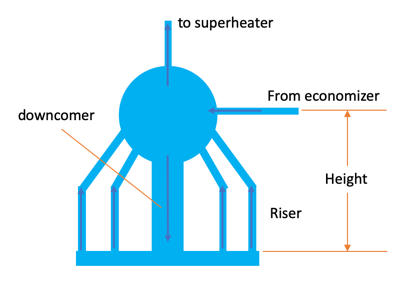 to superheater
From economizer
downcomer
Height
Riser